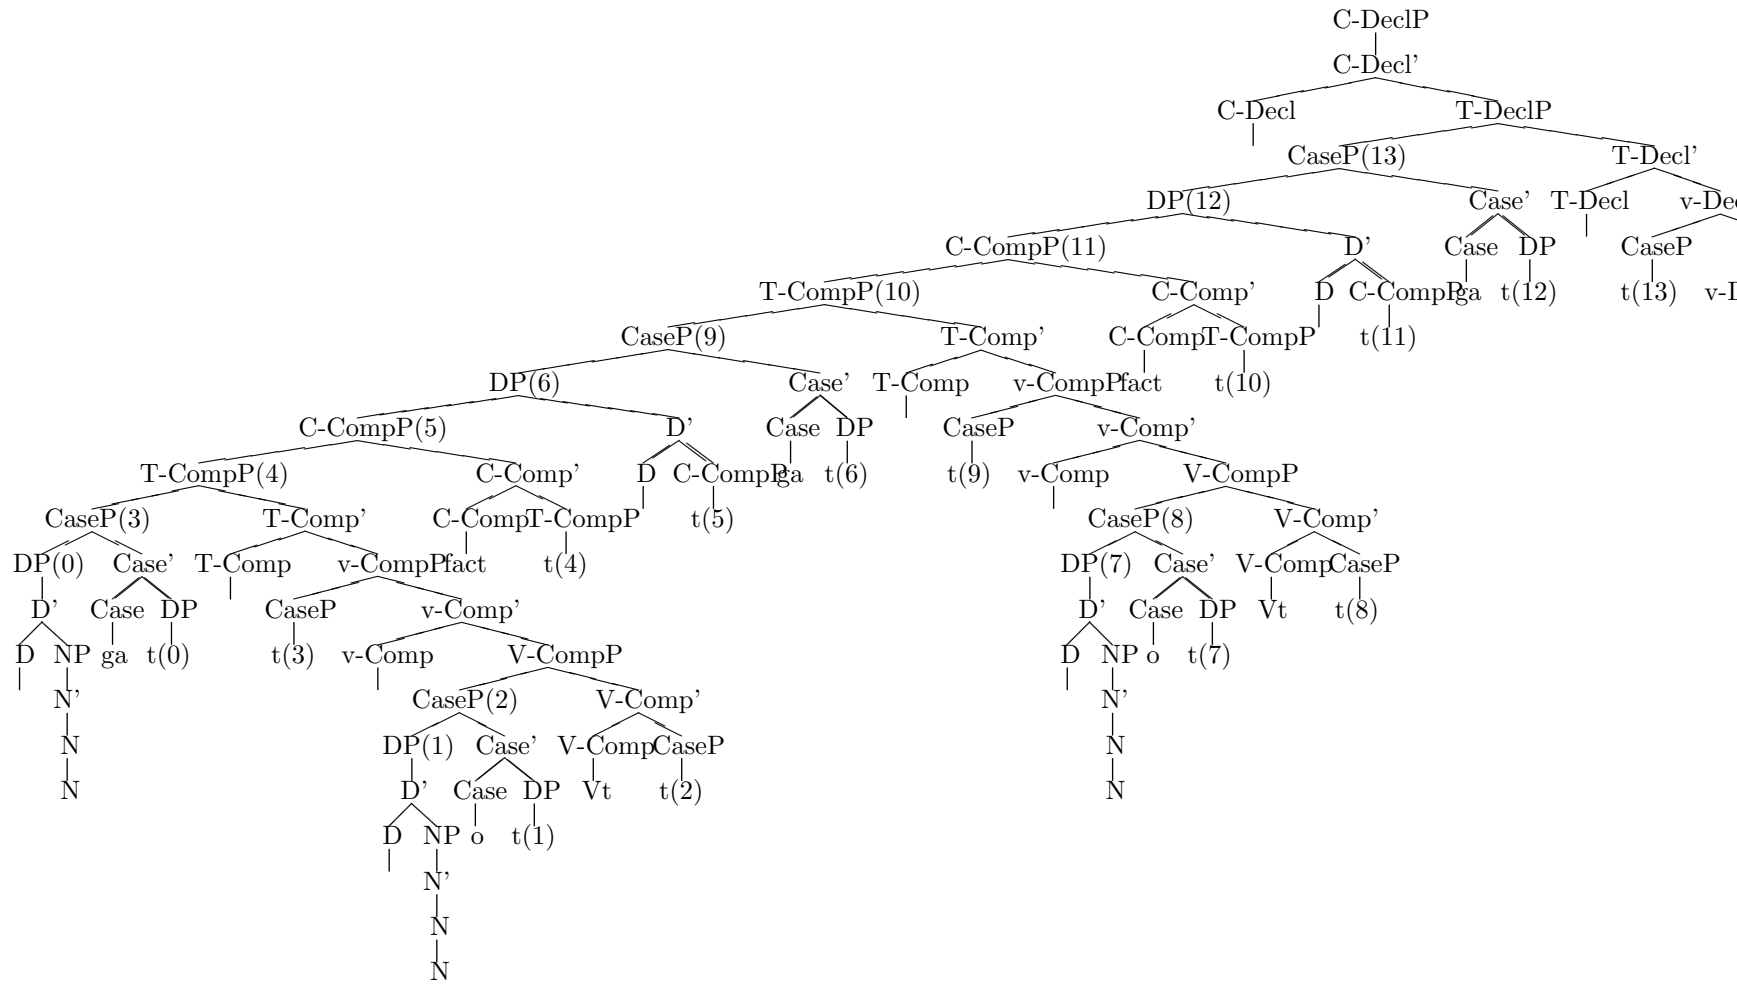 C-DeclP
C-Decl'
C-Decl T-DeclP
CaseP(13) T-Decl'
DP(12) Case' T-Decl
C-CompP(11) D' Case DP CaseP
T-CompP(10) C-Comp' D C-CompP ga t(12) t(13)
CaseP(9) T-Comp' C-Comp T-CompP t(11)
DP(6) Case' T-Comp v-CompP fact t(10)
C-CompP(5) D' Case DP CaseP v-Comp'
T-CompP(4) C-Comp' D C-CompP ga t(6) t(9) v-Comp V-CompP
CaseP(3) T-Comp' C-Comp T-CompP t(5) CaseP(8) V-Comp'
DP(0) Case' T-Comp v-CompP fact t(4) DP(7) Case' V-Comp CaseP
D' Case DP CaseP v-Comp' D' Case DP Vt t(8)
D NP ga t(0) t(3) v-Comp V-CompP D NP o t(7)
N' CaseP(2) V-Comp' N'
N DP(1) Case' V-Comp CaseP N
N D' Case DP Vt t(2) N
D NP o t(1)
N'
N
N